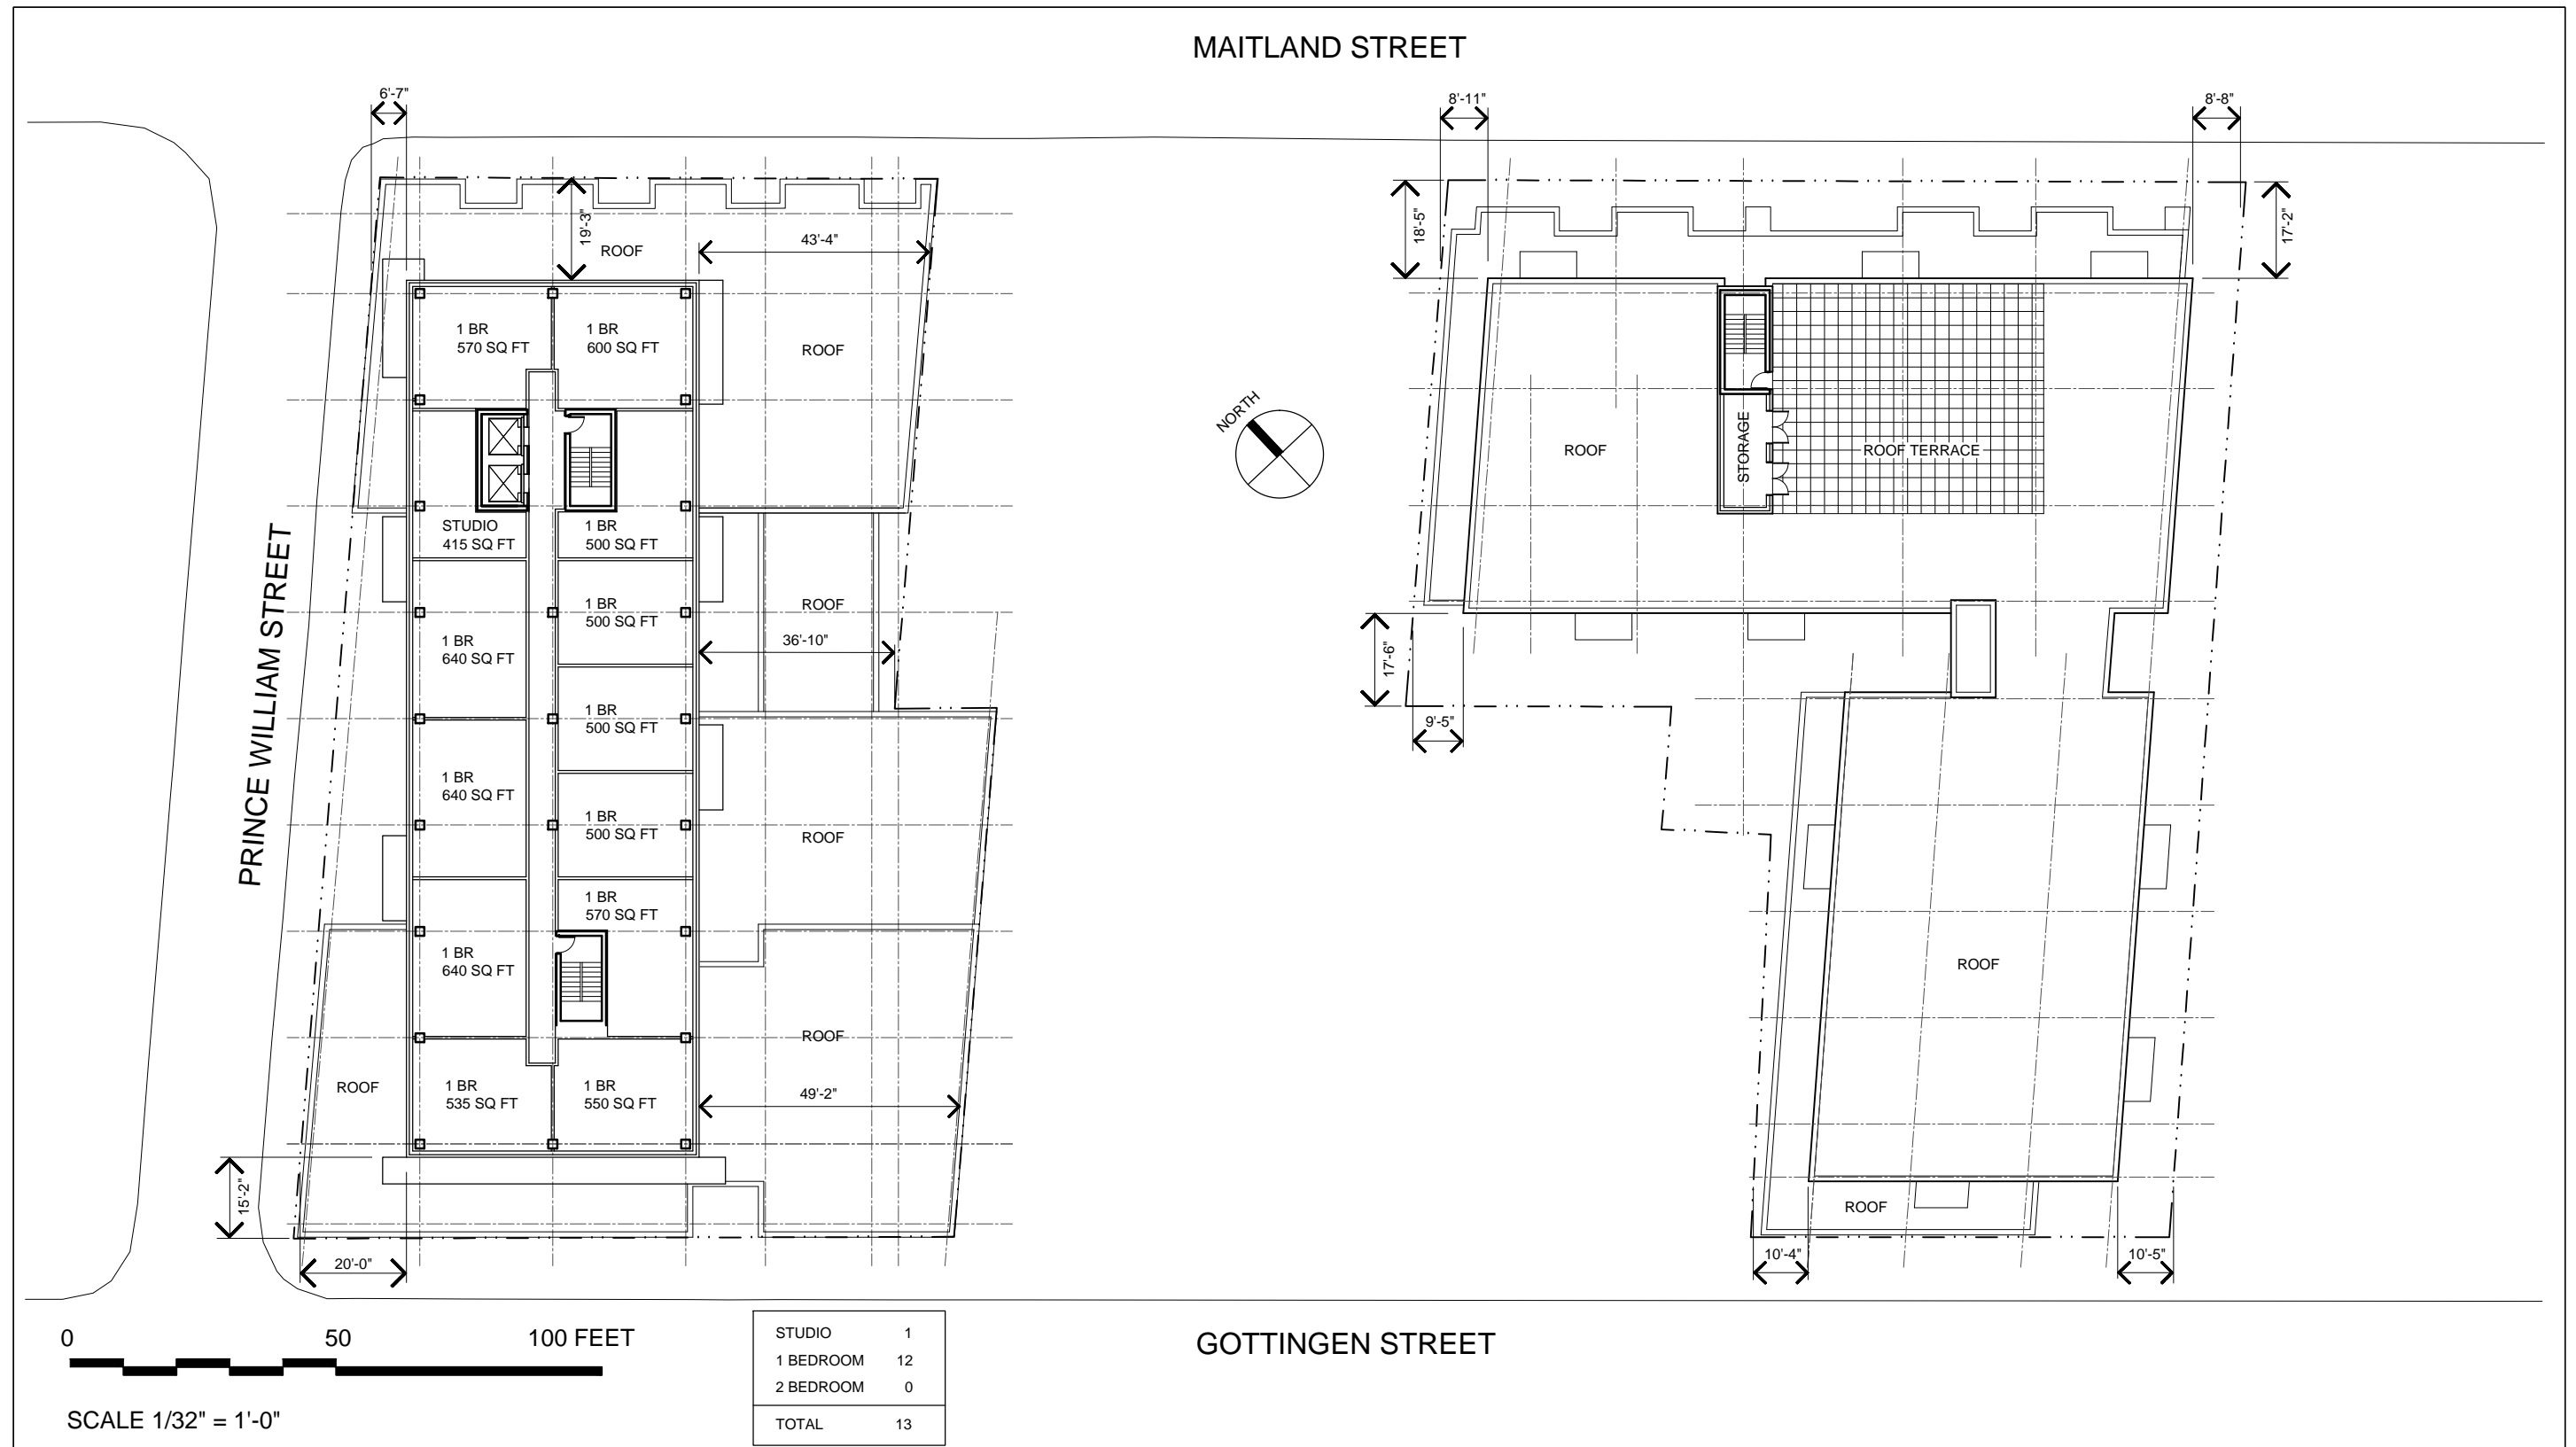 MAITLAND STREET
6'-7"
8'-11"
8'-8"
19'-3"
ROOF
43'-4"
18'-5"
17'-2"
1 BR
570 SQ FT
1 BR
600 SQ FT
ROOF
NORTH
STUDIO
415 SQ FT
1 BR
500 SQ FT
ROOF
STORAGE
ROOF TERRACE
PRINCE WILLIAM STREET
1 BR
640 SQ FT
1 BR
500 SQ FT
ROOF
36'-10"
17'-6"
9'-5"
1 BR
500 SQ FT
1 BR
640 SQ FT
1 BR
500 SQ FT
ROOF
1 BR
570 SQ FT
1 BR
640 SQ FT
ROOF
ROOF
ROOF
1 BR
535 SQ FT
1 BR
550 SQ FT
49'-2"
15'-2"
20'-0"
ROOF
10'-4"
10'-5"
0 50 100 FEET
SCALE 1/32" = 1'-0"
STUDIO 1
1 BEDROOM 12
2 BEDROOM 0
TOTAL 13
GOTTINGEN STREET